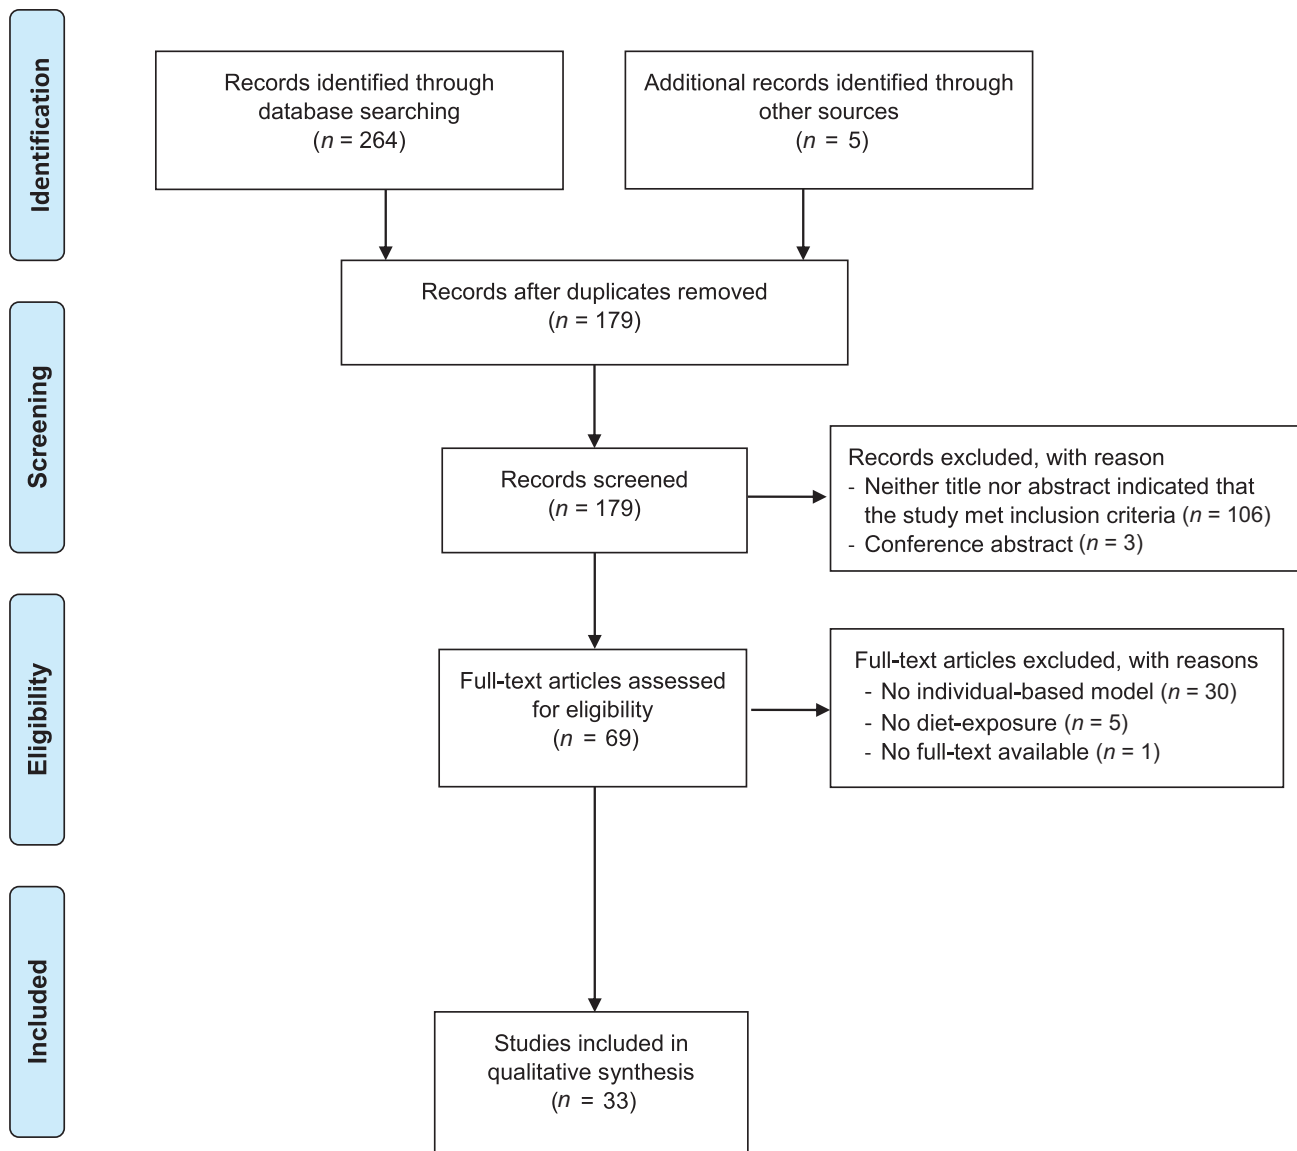 Identification
Records identified through
database searching
(n = 264)
Additional records identified through
other sources
(n = 5)
Records after duplicates removed
(n = 179)
Screening
Records screened
(n = 179)
Records excluded, with reason
- Neither title nor abstract indicated that
the study met inclusion criteria (n = 106)
- Conference abstract (n = 3)
Eligibility
Full-text articles assessed
for eligibility
(n = 69)
Full-text articles excluded, with reasons
- No individual-based model (n = 30)
- No diet-exposure (n = 5)
- No full-text available (n = 1)
Included
Studies included in
qualitative synthesis
(n = 33)